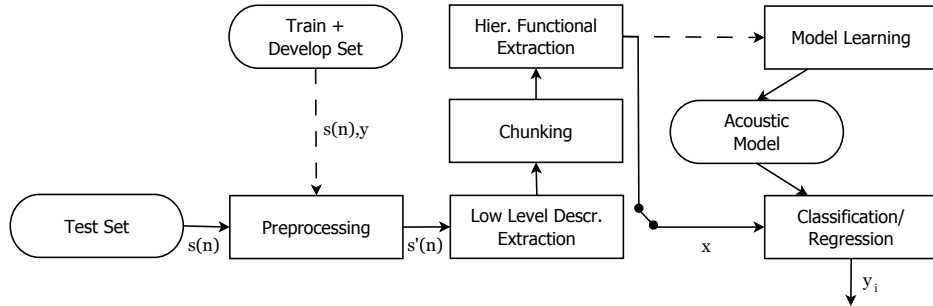 Train +
Develop Set
Hier. Functional
Extraction
Model Learning
s(n),y
Chunking
Acoustic
Model
Test Set
s(n)
Preprocessing
s'(n)
Low Level Descr.
Extraction
x
Classification/
Regression
y i